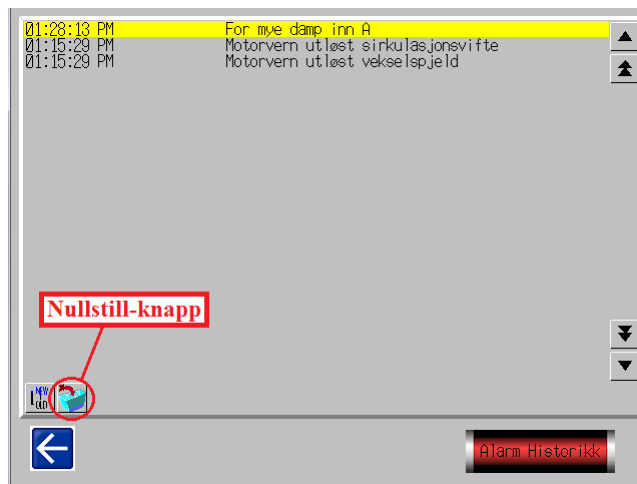 01:28:13 PM For mye damp inn A
01:15:29 PM Motorvern utløst sirkulasjonsvifte
01:15:29 PM Motorvern utløst vekselspjeld
Nullstill-knapp
NEW
OLD
Alarm Historikk